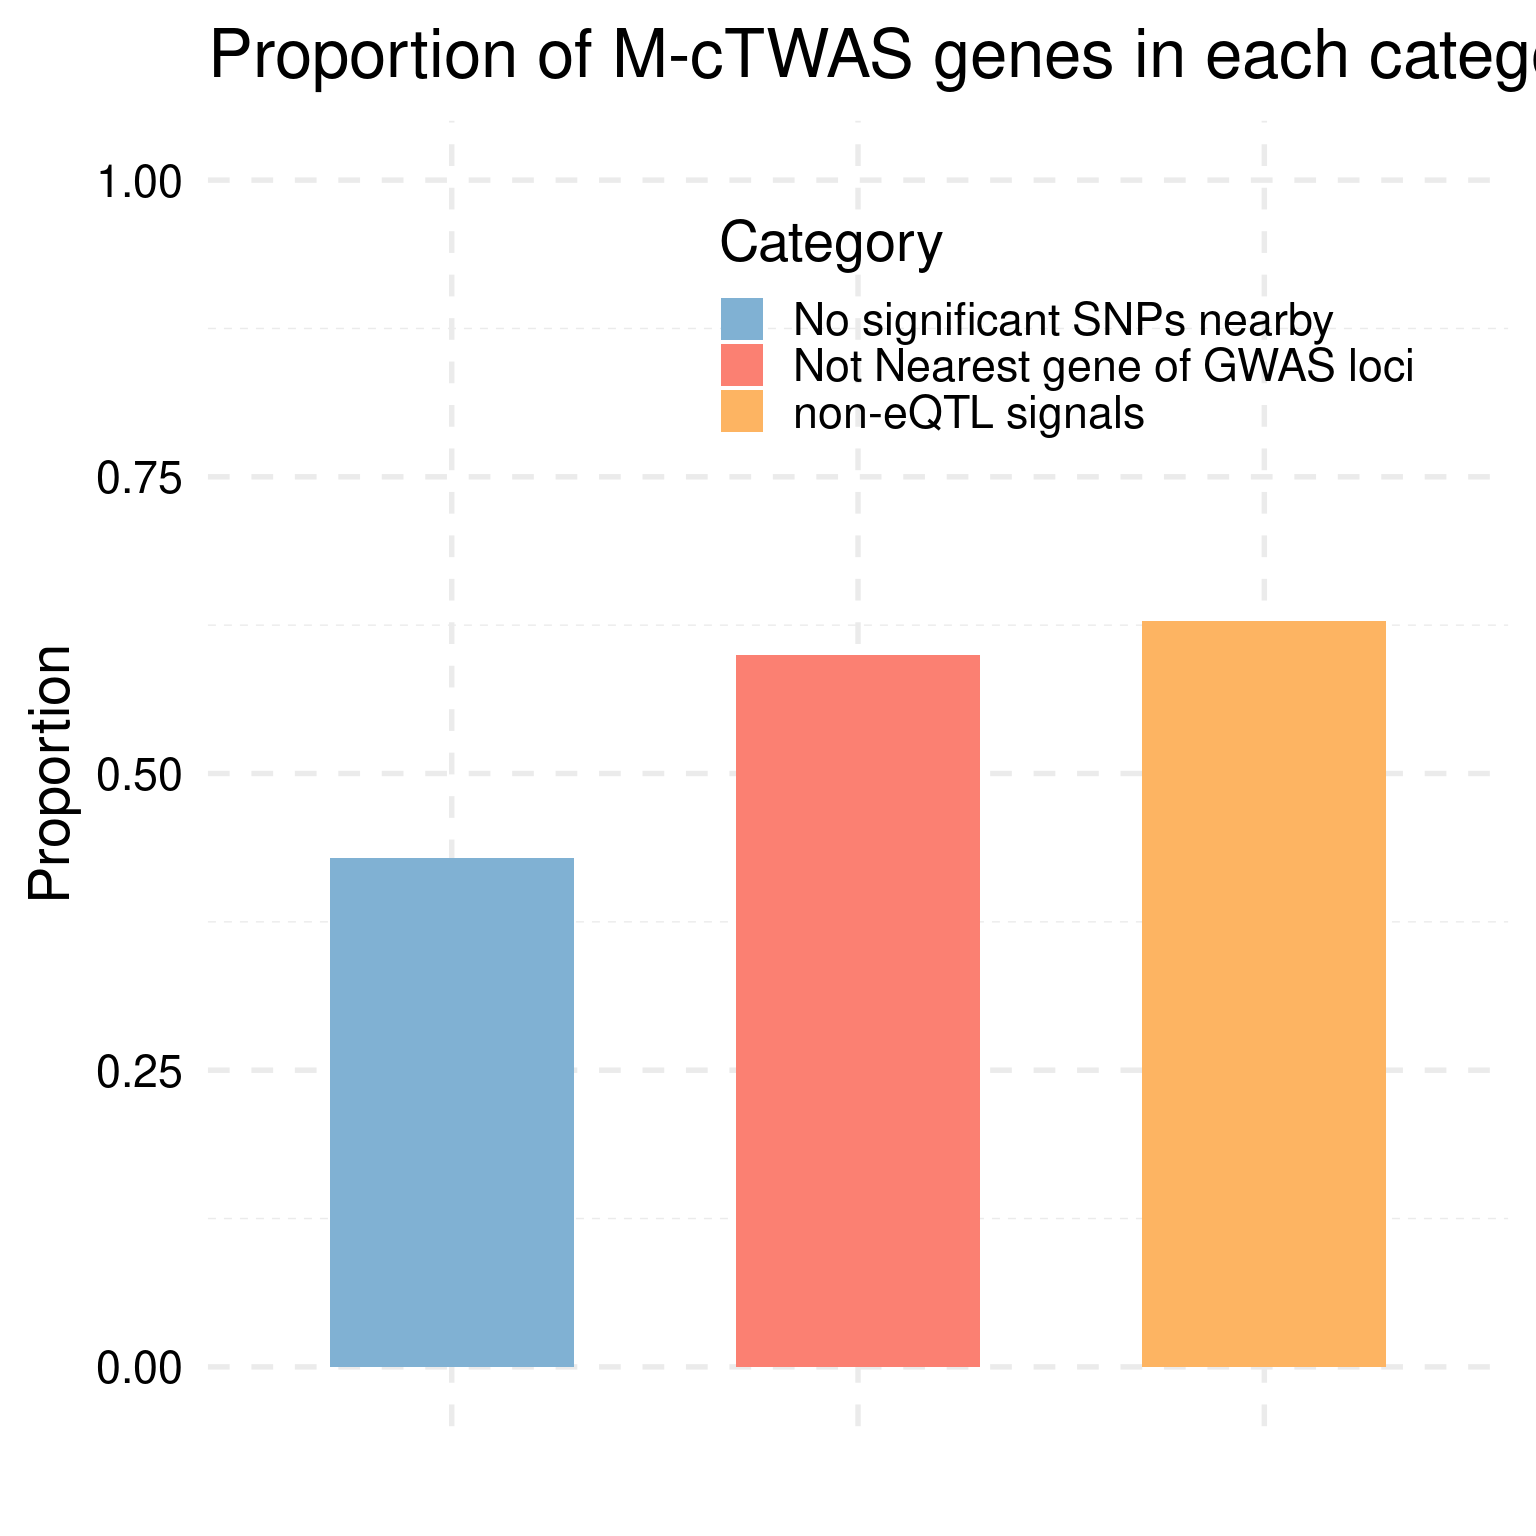 Proportion of M-cTWAS genes in each catego
1.00
Category
No significant SNPs nearby
Not Nearest gene of GWAS loci
non-eQTL signals
0.75
Proportion
0.50
0.25
0.00